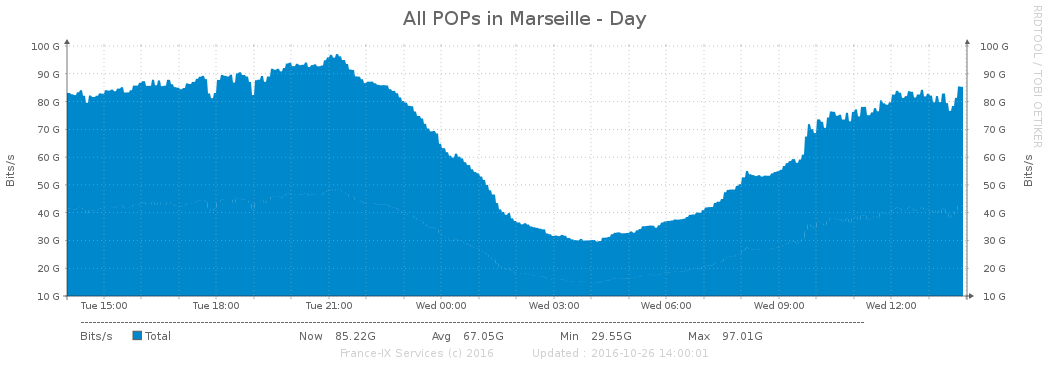 All POPs in Marseille - Day
RRDTOOL / TOBI OETIKER
Bits/s
Bits/s
100 G 100 G
90 G 90 G
80 G 80 G
70 G 70 G
60 G 60 G
50 G 50 G
40 G 40 G
30 G 30 G
20 G 20 G
10 G 10 G
Tue 15:00 Tue 18:00 Tue 21:00 Wed 00:00 Wed 03:00 Wed 06:00 Wed 09:00 Wed 12:00
Bits/s Total Now 85.22G Avg 67.05G Min 29.55G Max 97.01G
France-IX Services (c) 2016 Updated : 2016-10-26 14:00:01